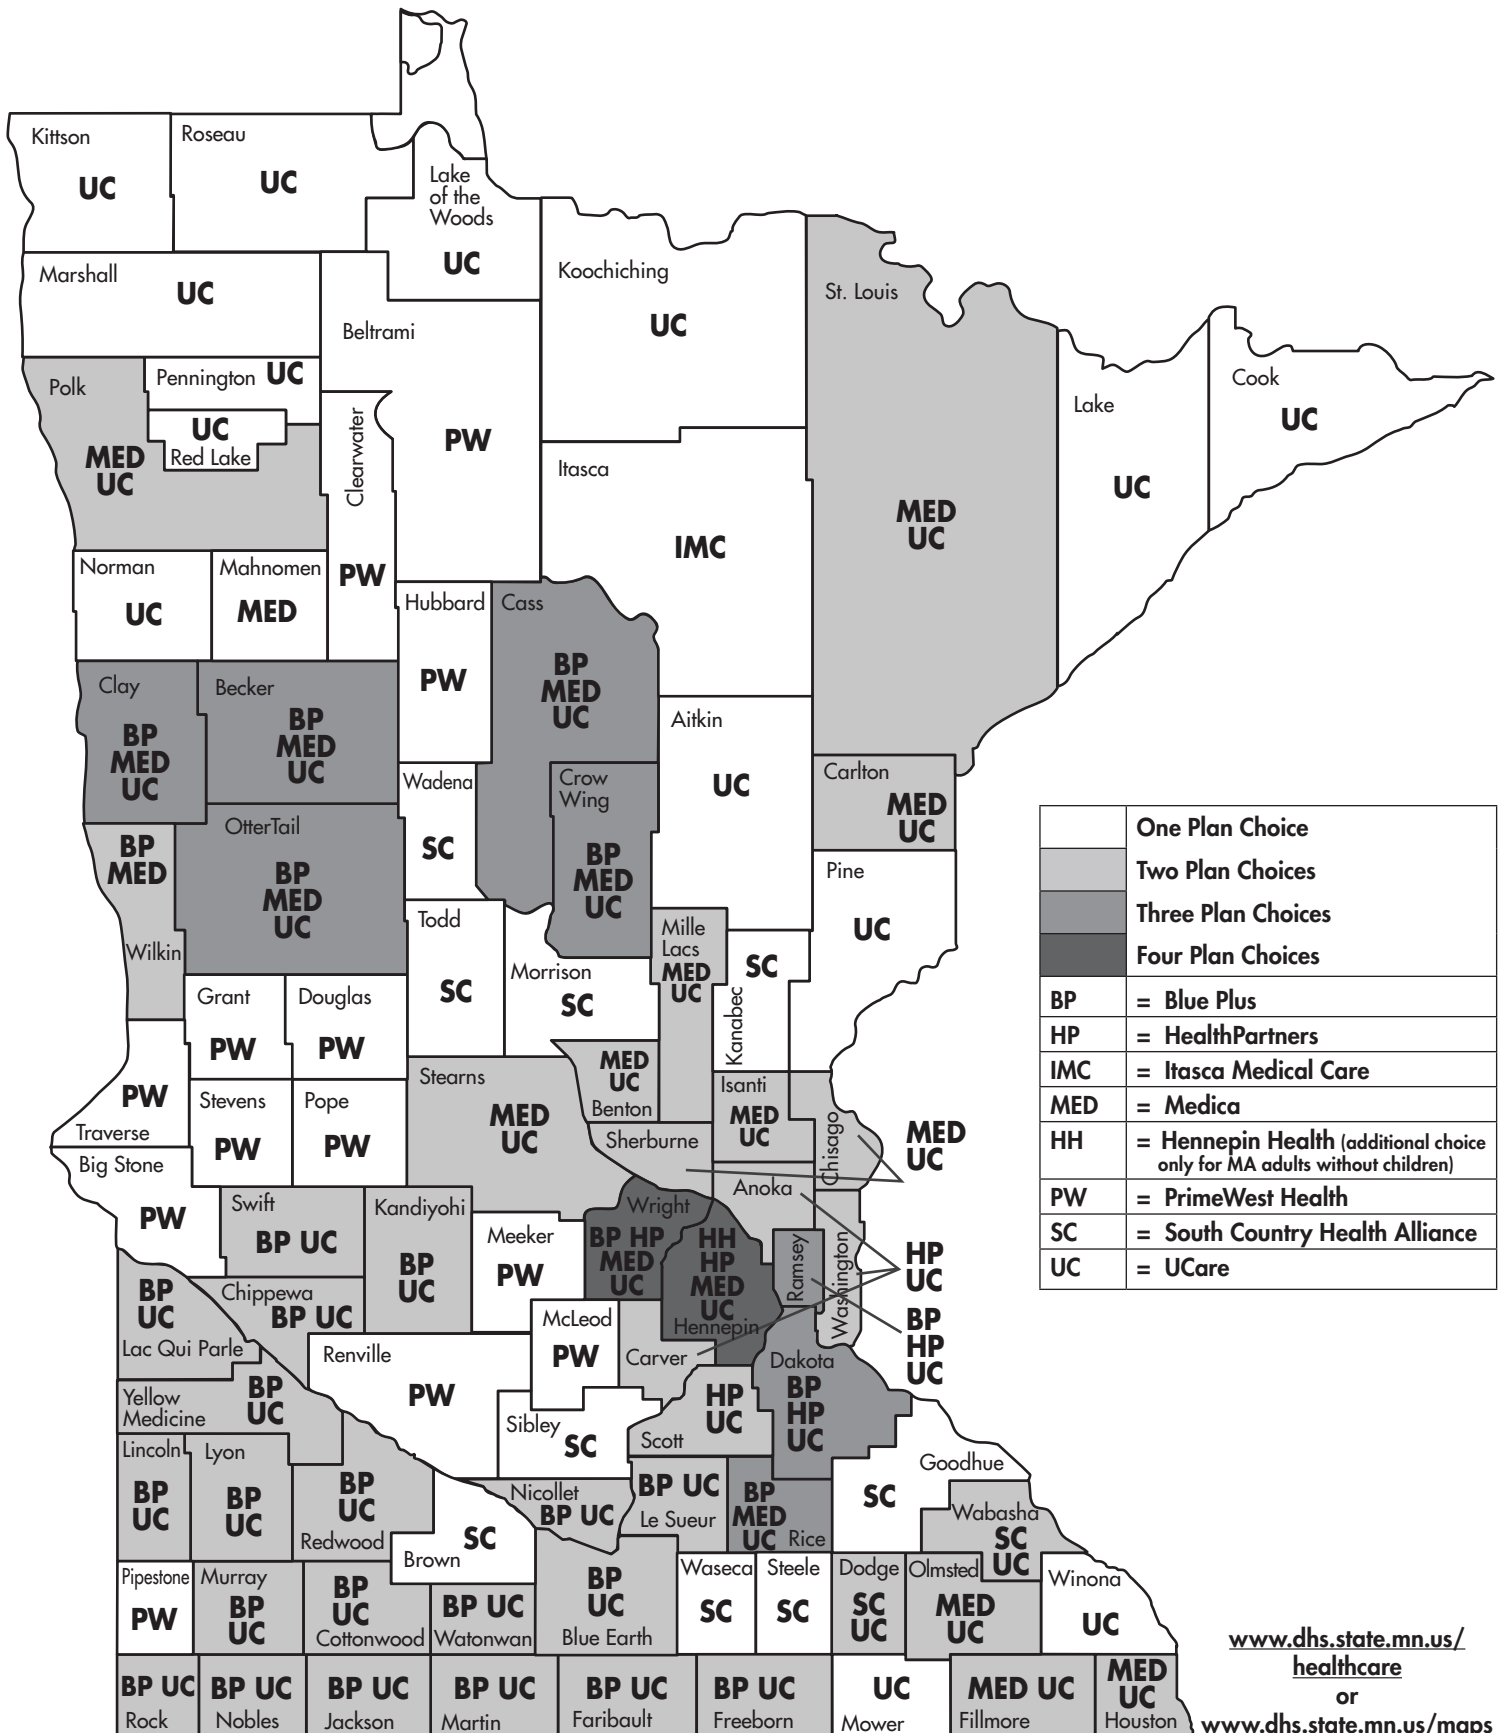 Kittson
UC
Roseau
UC
Lake
of the
Woods
UC
Marshall
UC
Koochiching
UC
St. Louis
MED
UC
Beltrami
PW
Polk
MED
UC
Pennington UC
UC
Red Lake
Clearwater
PW
Itasca
IMC
Lake
UC
Cook
UC
Norman
UC
Mahnomen
MED
Hubbard
PW
Cass
BP
MED
UC
Clay
BP
MED
UC
Becker
BP
MED
UC
Aitkin
UC
Wadena
SC
Crow
Wing
BP
MED
UC
Carlton
MED
UC
BP
MED
Wilkin
OtterTail
BP
MED
UC
Pine
UC
Todd
SC
Morrison
SC
Mille
Lacs
MED
UC
SC
Kanabec
Grant
PW
Douglas
PW
PW
Traverse
Stevens
PW
Pope
PW
Stearns
MED
UC
MED
UC
Benton
Isanti
MED
UC
Chisago
MED
UC
Sherburne
Big Stone
PW
Swift
BP UC
Kandiyohi
BP
UC
Meeker
PW
Wright
BP HP
MED
UC
HH
HP
MED
UC
Hennepin
Anoka
Ramsey
Washington
HP
UC
BP
HP
UC
BP
UC
Lac Qui Parle
Chippewa
BP UC
Renville
PW
McLeod
PW
Carver
Dakota
BP
HP
UC
Yellow
Medicine
BP
UC
Sibley
SC
HP
UC
Scott
Lincoln
BP
UC
Lyon
BP
UC
BP
UC
Redwood
Nicollet
BP UC
BP UC
Le Sueur
BP
MED
UC Rice
Goodhue
SC
Wabasha
SC
UC
SC
Brown
Pipestone
PW
Murray
BP
UC
BP
UC
Cottonwood
BP UC
Watonwan
BP
UC
Blue Earth
Waseca
SC
Steele
SC
Dodge
SC
UC
Olmsted
MED
UC
Winona
UC
BP UC
Rock
BP UC
Nobles
BP UC
Jackson
BP UC
Martin
BP UC
Faribault
BP UC
Freeborn
UC
Mower
MED UC
Fillmore
MED
UC
Houston
One Plan Choice
Two Plan Choices
Three Plan Choices
Four Plan Choices
BP = Blue Plus
HP = HealthPartners
IMC = Itasca Medical Care
MED = Medica
HH = Hennepin Health (additional choice
only for MA adults without children)
PW = PrimeWest Health
SC = South Country Health Alliance
UC = UCare
www.dhs.state.mn.us/
healthcare
or
www.dhs.state.mn.us/maps